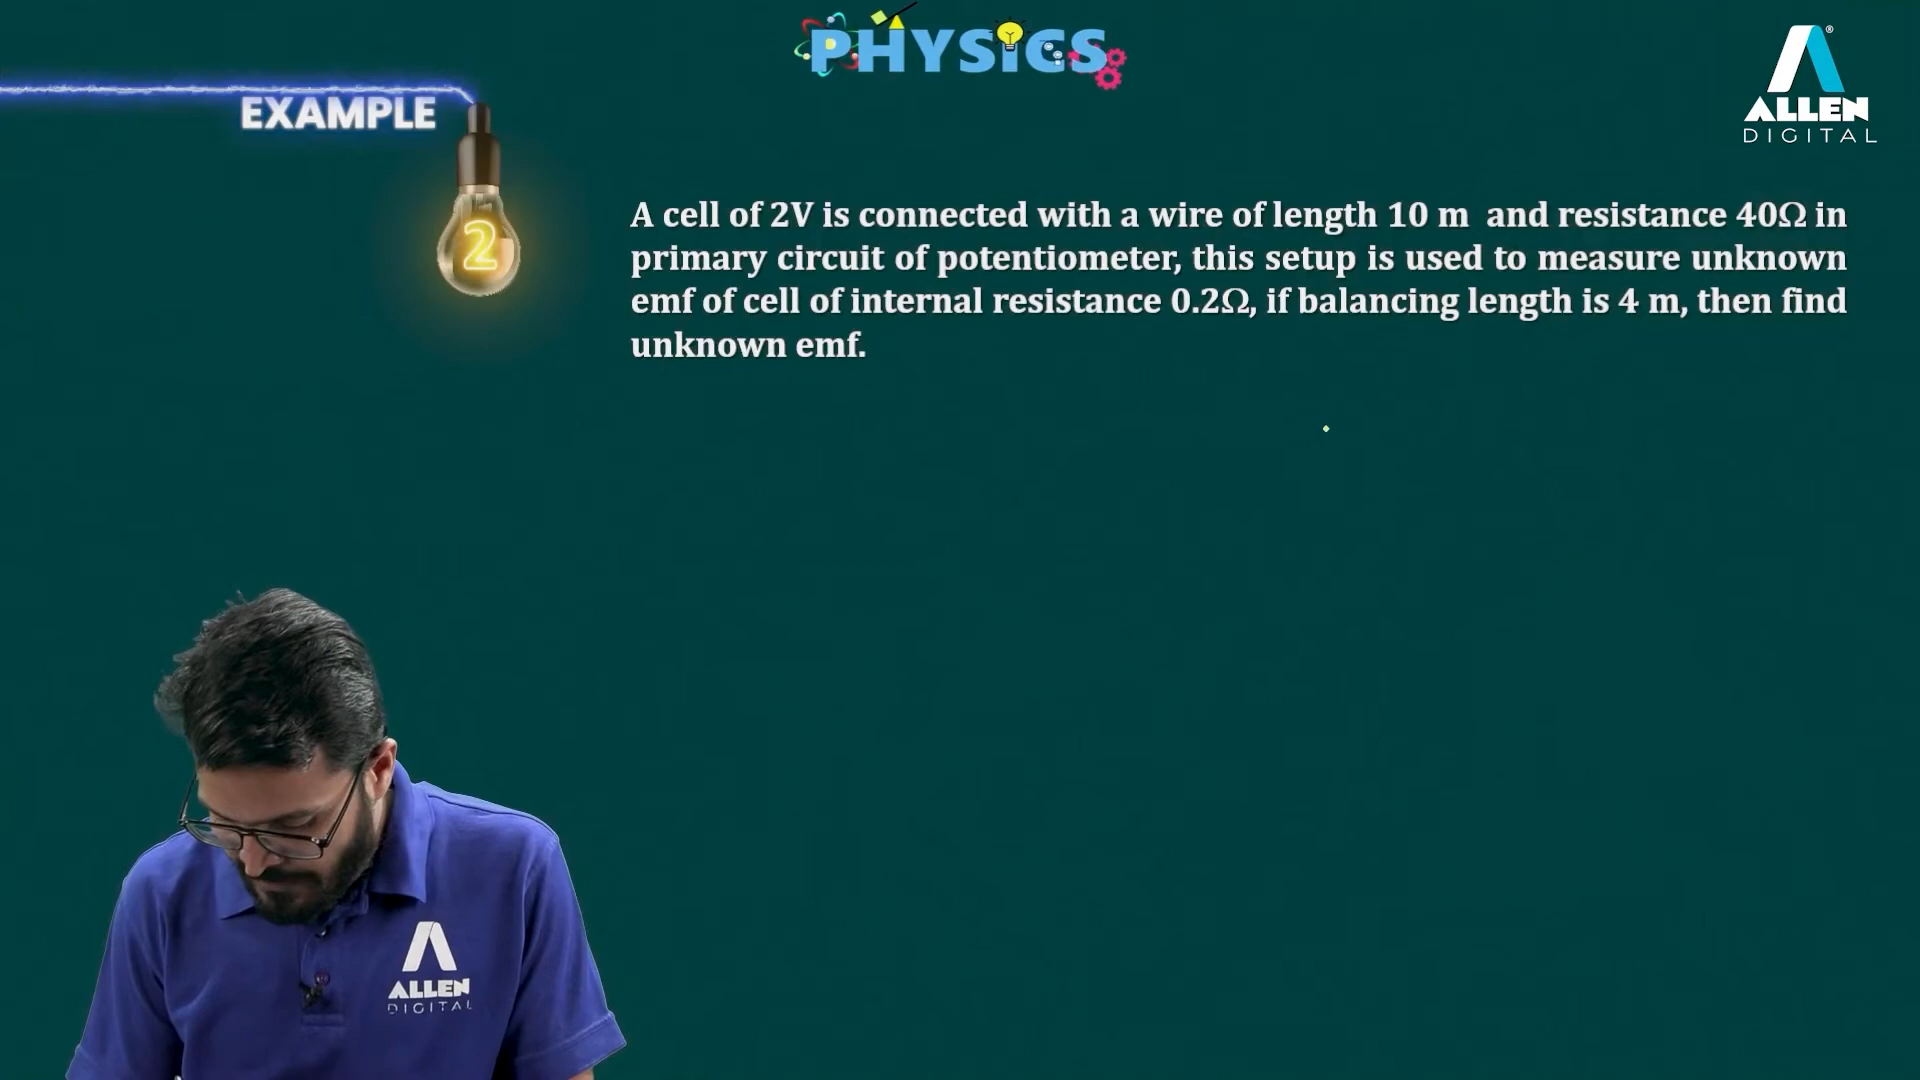 PHYSICS
ALLEN
DIGITAL
EXAMPLE
2
A cell of 2V is connected with a wire of length 10 m and resistance 40Ω in
primary circuit of potentiometer, this setup is used to measure unknown
emf of cell of internal resistance 0.2Ω, if balancing length is 4 m, then find
unknown emf.
ALLEN
DIGITAL